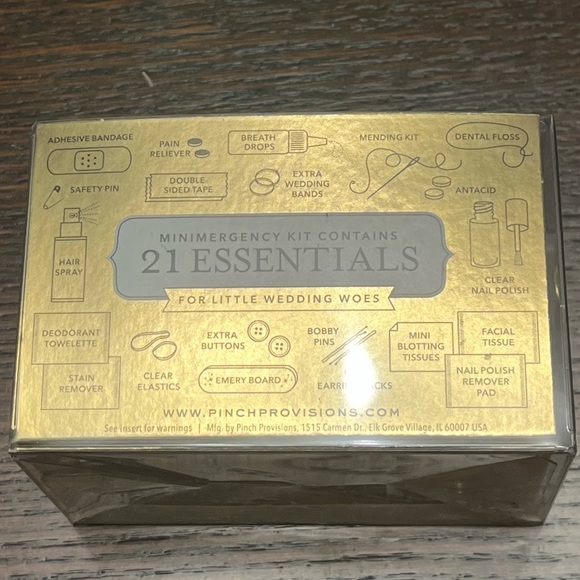 ADHESIVE BANDAGE
PAIN
RELIEVER
BREATH
DROPS
MENDING KIT
DENTAL FLOSS
SAFETY PIN
DOUBLE-
SIDED TAPE
EXTRA
WEDDING
BANDS
ANTACID
HAIR
SPRAY
MINIMERGENCY KIT CONTAINS
21 ESSENTIALS
FOR LITTLE WEDDING WOES
CLEAR
NAIL POLISH
DEODORANT
TOWELETTE
STAIN
REMOVER
CLEAR
ELASTICS
EXTRA
BUTTONS
EMERY BOARD
BOBBY
PINS
EARRING BACKS
MINI
BLOTTING
TISSUES
FACIAL
TISSUE
NAIL POLISH
REMOVER
PAD
WWW.PINCHPROVISIONS.COM
See insert for warnings | Mfg. by Pinch Provisions, 1515 Carmen Dr., Elk Grove Village, IL 60007 USA